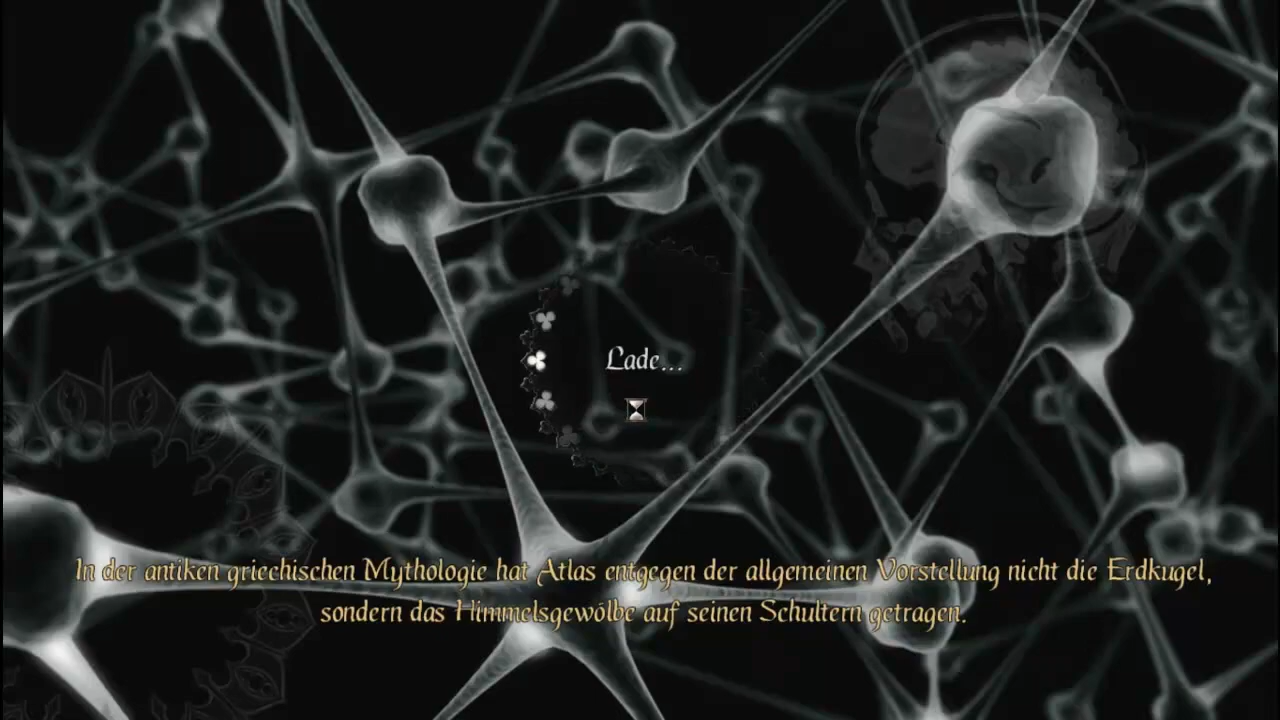 Lade...
In der antiken griechischen Mythologie hat Atlas entgegen der allgemeinen Vorstellung nicht die Erdkugel,
sondern das Himmelsgewölbe auf seinen Schultern getragen.